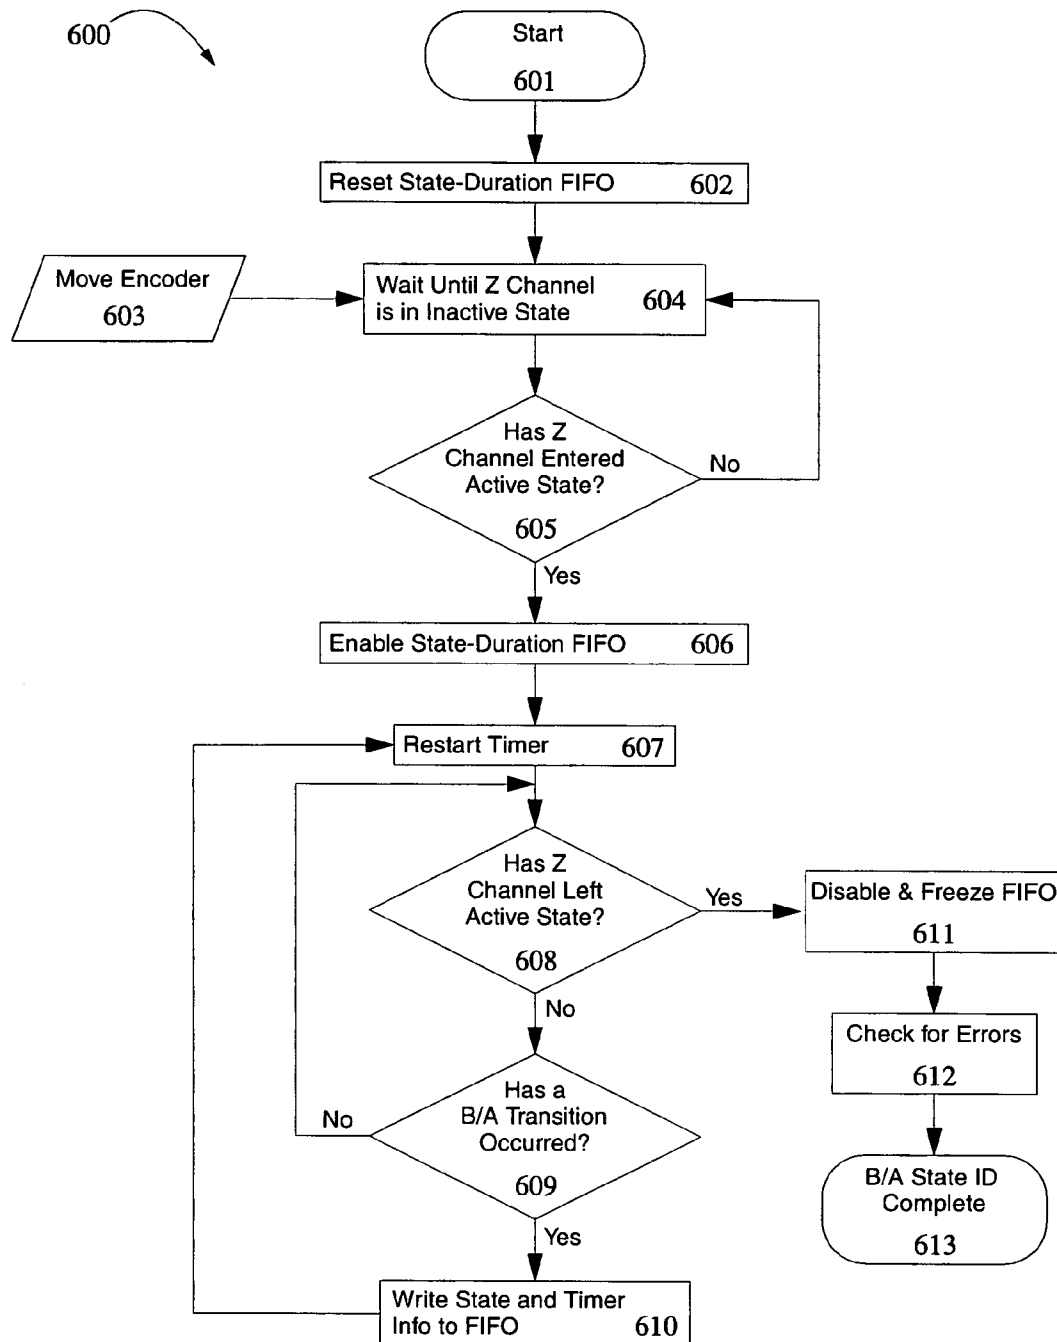 600
Start
601
Reset State-Duration FIFO 602
Move Encoder
603
Wait Until Z Channel
is in Inactive State
604
Has Z
Channel Entered
Active State?
605
No
Yes
Enable State-Duration FIFO 606
Restart Timer 607
Has Z
Channel Left
Active State?
608
Yes
No
Disable & Freeze FIFO
611
Check for Errors
612
B/A State ID
Complete
613
Has a
B/A Transition
Occurred?
609
No
Yes
Write State and Timer
Info to FIFO 610